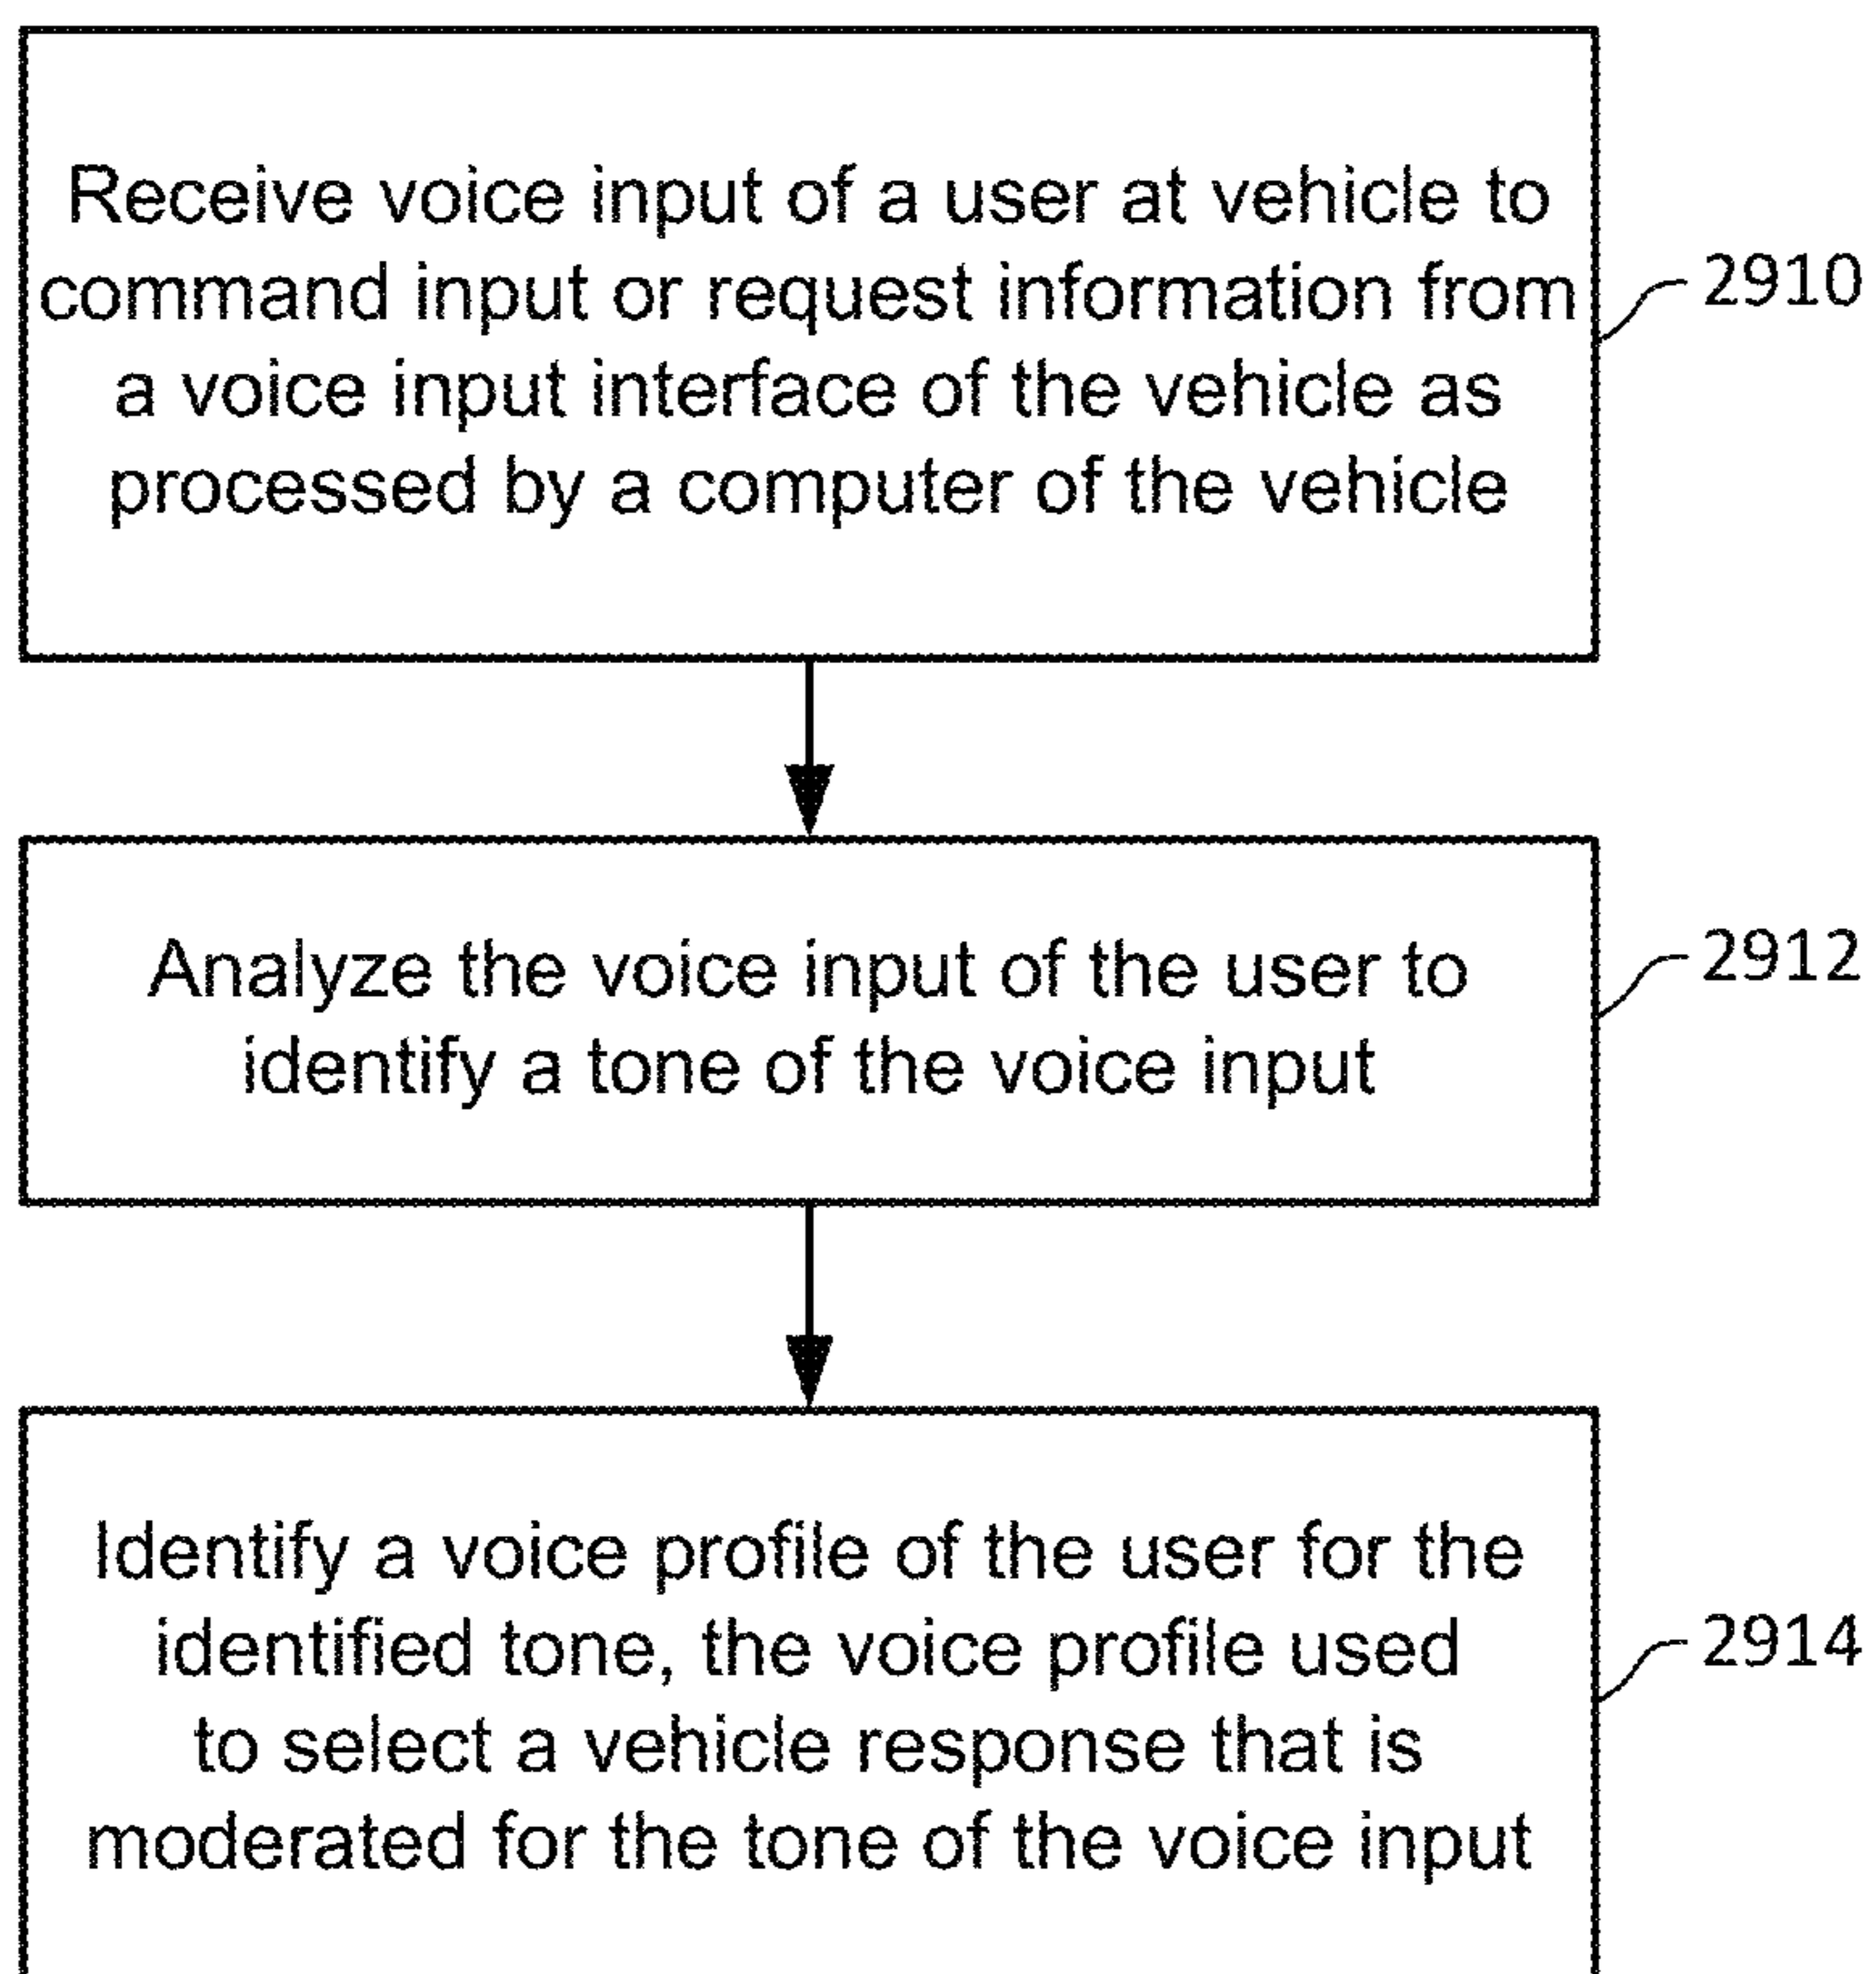 Receive voice input of a user at vehicle to
command input or request information from
a voice input interface of the vehicle as
processed by a computer of the vehicle
2910
Analyze the voice input of the user to
identify a tone of the voice input
2912
Identify a voice profile of the user for the
identified tone, the voice profile used
to select a vehicle response that is
moderated for the tone of the voice input
2914